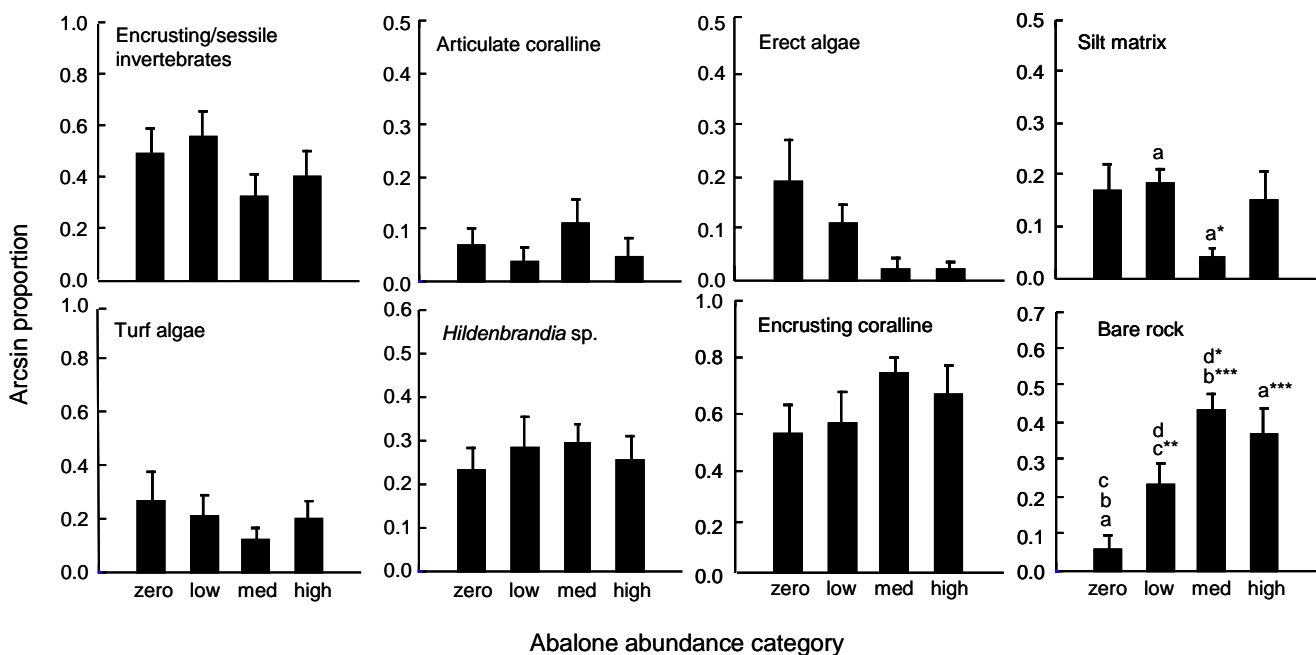 Arcsin proportion
1.0
0.8
0.6
0.4
0.2
0.0
Encrusting/sessile
invertebrates
0.5
0.4
0.3
0.2
0.1
0.0
Articulate coralline
0.5
0.4
0.3
0.2
0.1
0.0
Erect algae
0.5
0.4
0.3
0.2
0.1
0.0
Silt matrix
a
a*
1.0
0.8
0.6
0.4
0.2
0.0
Turf algae
zero low med high
0.6
0.5
0.4
0.3
0.2
0.1
0.0
Hildenbrandia sp.
zero low med high
1.0
0.8
0.6
0.4
0.2
0.0
Encrusting coralline
zero low med high
0.7
0.6
0.5
0.4
0.3
0.2
0.1
0.0
Bare rock
c
b
a
d
c**
d*
b***
a***
zero low med high
Abalone abundance category